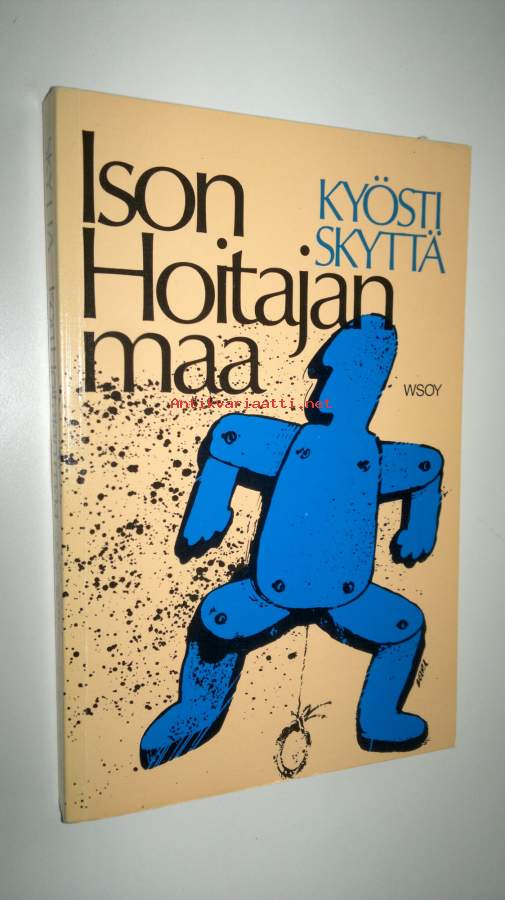 Ison
Hoitajan
maa
KYÖSTI
SKYTTÄ
WSOY
Antikvariaatti.net